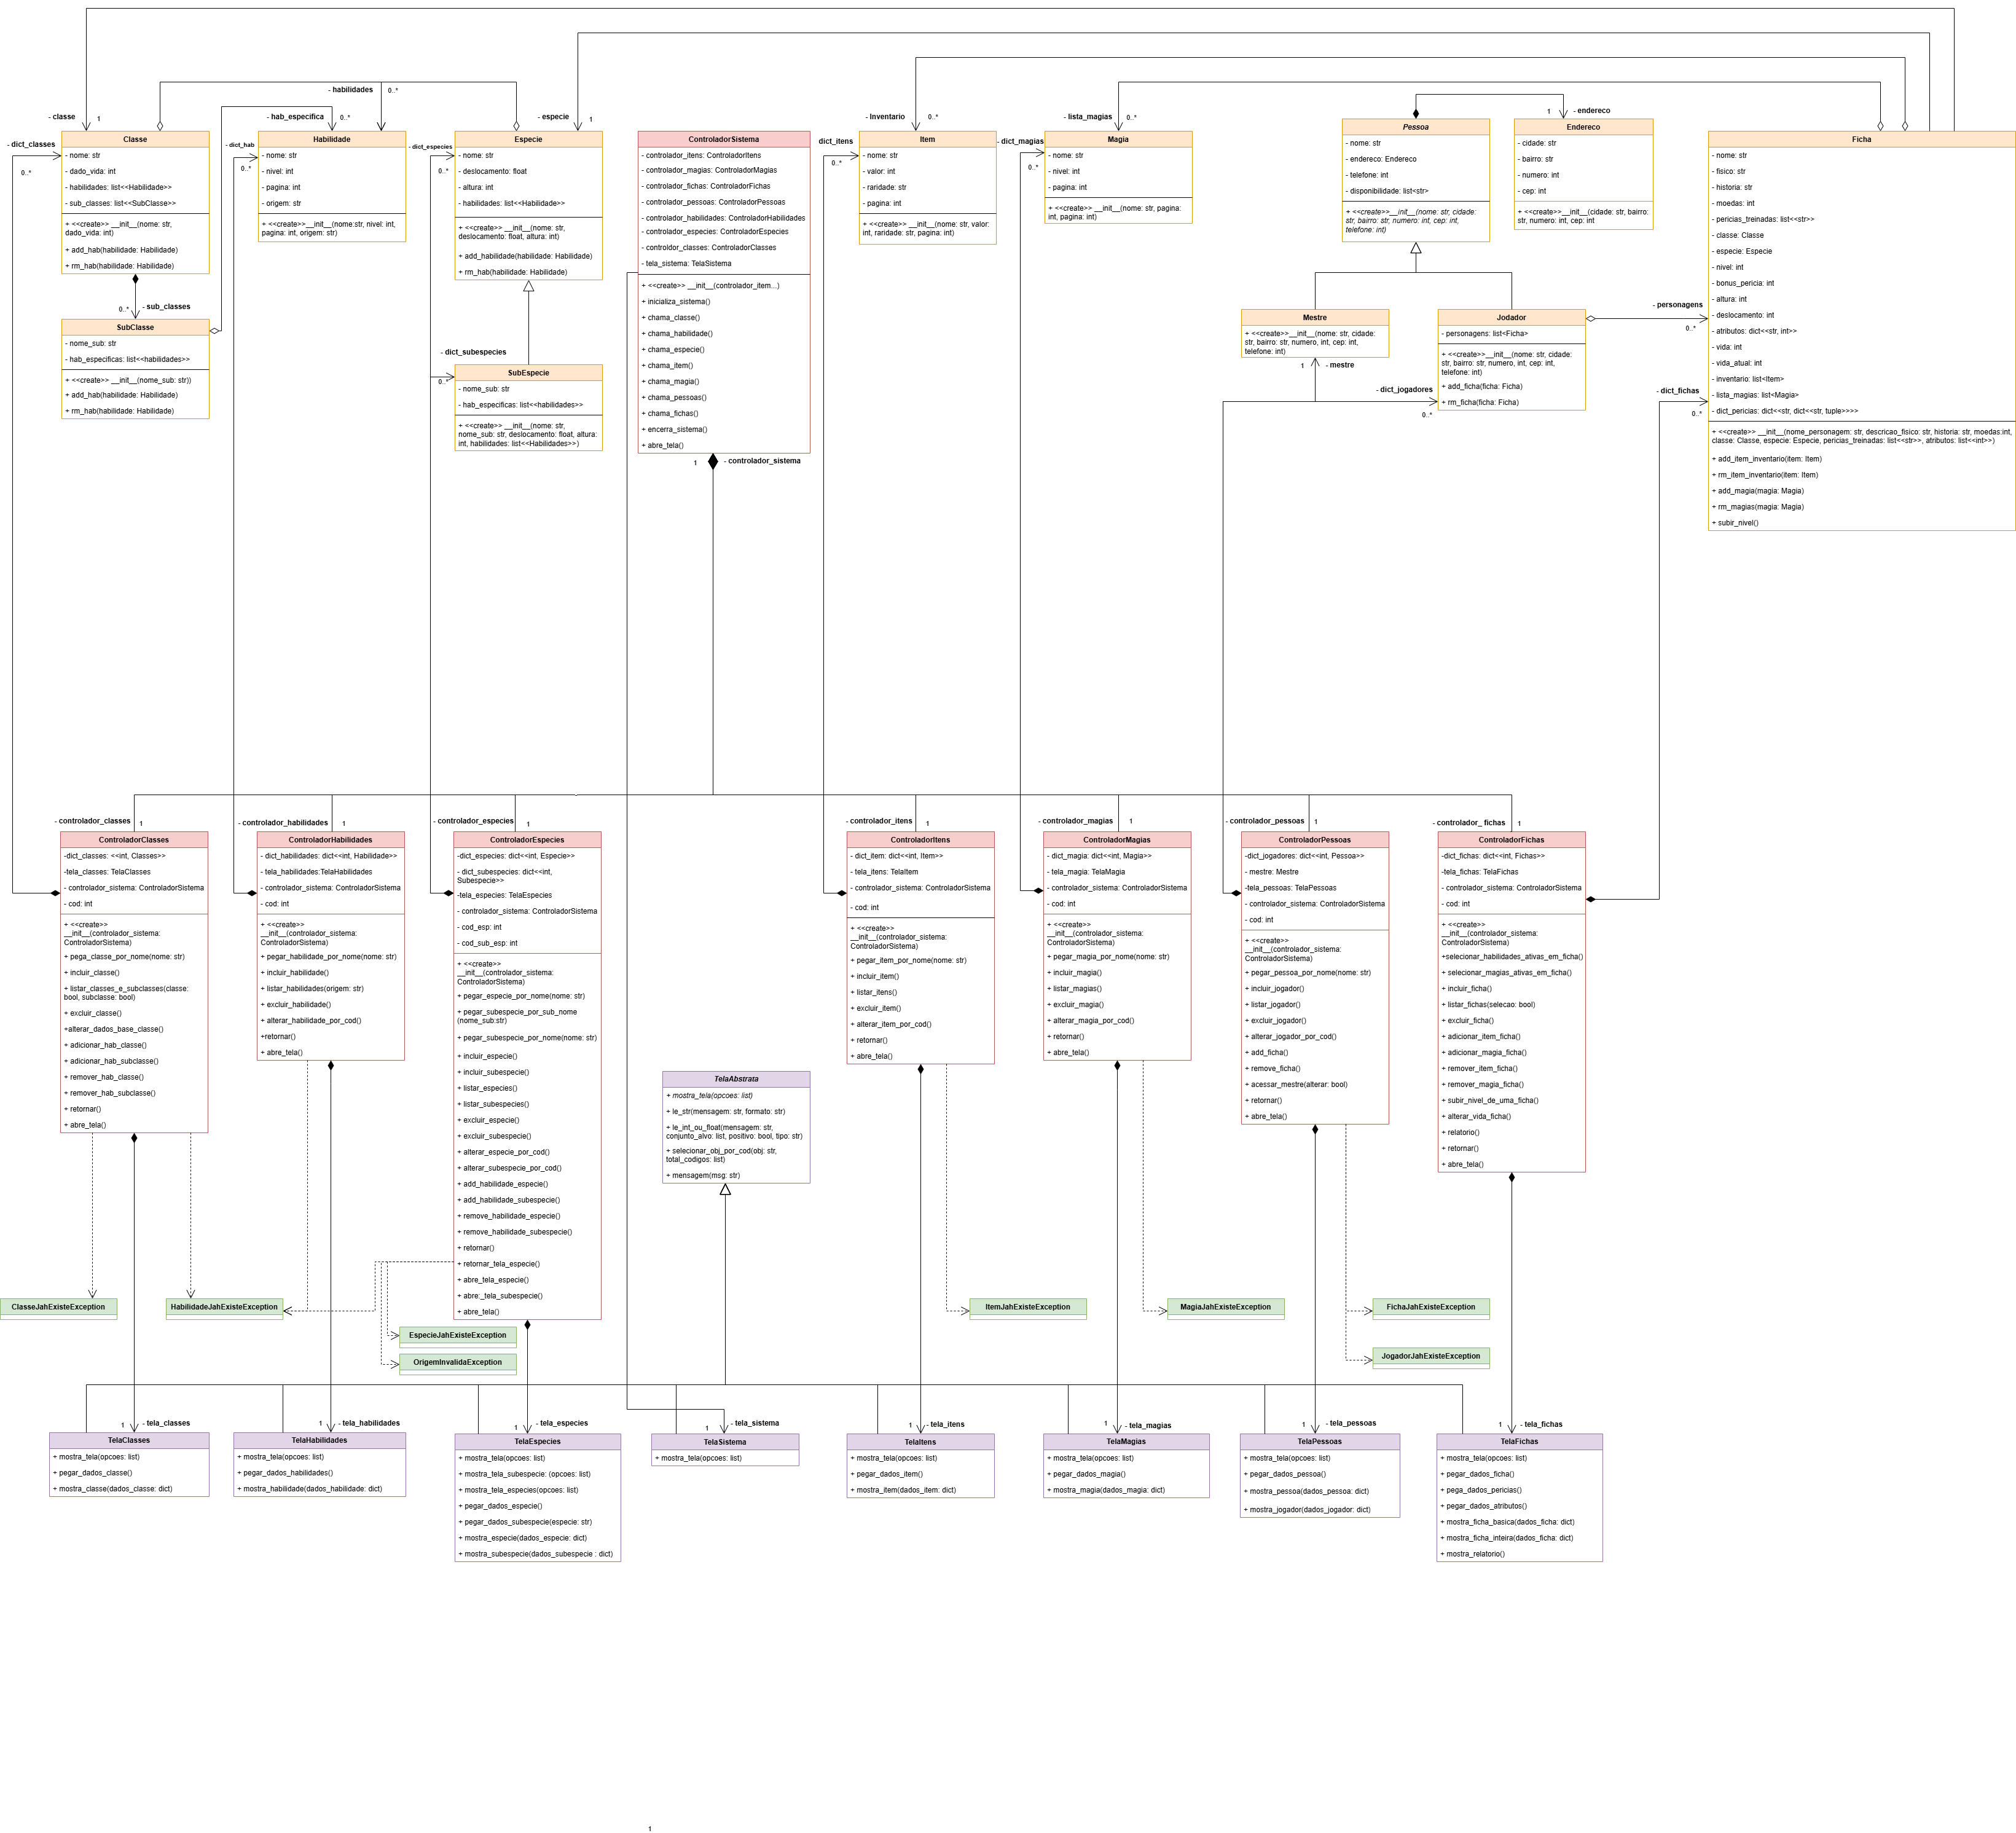 - classe
1
- habilidades
0..*
- hab_especifica
0..*
- especie
1
- Inventario
0..*
- lista_magias
0..*
1
- endereco
- dict_classes
0..*
Classe
- nome: str
- dado_vida: int
- habilidades: list<<Habilidade>>
- sub_classes: list<<SubClasse>>
+ <<create>> __init__(nome: str,
dado_vida: int)
+ add_hab(habilidade: Habilidade)
+ rm_hab(habilidade: Habilidade)
0..*
- sub_classes
SubClasse
- nome_sub: str
- hab_especificas: list<<habilidades>>
+ <<create>> __init__(nome_sub: str))
+ add_hab(habilidade: Habilidade)
+ rm_hab(habilidade: Habilidade)
- dict_hab
0..*
Habilidade
- nome: str
- nivel: int
- pagina: int
- origem: str
+ <<create>>__init__(nome:str, nivel: int,
pagina: int, origem: str)
- dict_especies
0..*
Especie
- nome: str
- deslocamento: float
- altura: int
- habilidades: list<<Habilidade>>
+ <<create>> __init__(nome: str,
deslocamento: float, altura: int)
+ add_habilidade(habilidade: Habilidade)
+ rm_hab(habilidade: Habilidade)
- dict_subespecies
0..*
SubEspecie
- nome_sub: str
- hab_especificas: list<<habilidades>>
+ <<create>> __init__(nome: str,
nome_sub: str, deslocamento: float, altura:
int, habilidades: list<<Habilidades>>)
ControladorSistema
- controlador_itens: ControladorItens
- controlador_magias: ControladorMagias
- controlador_fichas: ControladorFichas
- controlador_pessoas: ControladorPessoas
- controlador_habilidades: ControladorHabilidades
- controlador_especies: ControladorEspecies
- controldor_classes: ControladorClasses
- tela_sistema: TelaSistema
+ <<create>> __init__(controlador_item...)
+ inicializa_sistema()
+ chama_classe()
+ chama_habilidade()
+ chama_especie()
+ chama_item()
+ chama_magia()
+ chama_pessoas()
+ chama_fichas()
+ encerra_sistema()
+ abre_tela()
1
- controlador_sistema
dict_itens
0..*
Item
- nome: str
- valor: int
- raridade: str
- pagina: int
+ <<create>> __init__(nome: str, valor:
int, raridade: str, pagina: int)
- dict_magias
0..*
Magia
- nome: str
- nivel: int
- pagina: int
+ <<create>> __init__(nome: str, pagina:
int, pagina: int)
Pessoa
- nome: str
- endereco: Endereco
- telefone: int
- disponibilidade: list<str>
+ <<create>>__init__(nome: str, cidade:
str, bairro: str, numero: int, cep: int,
telefone: int)
Endereco
- cidade: str
- bairro: str
- numero: int
- cep: int
+ <<create>>__init__(cidade: str, bairro:
str, numero: int, cep: int
Mestre
+ <<create>>__init__(nome: str, cidade:
str, bairro: str, numero, int, cep: int,
telefone: int)
1
- mestre
Jodador
- personagens: list<Ficha>
+ <<create>>__init__(nome: str, cidade:
str, bairro: str, numero, int, cep: int,
telefone: int)
+ add_ficha(ficha: Ficha)
+ rm_ficha(ficha: Ficha)
- dict_jogadores
0..*
- personagens
0..*
- dict_fichas
0..*
Ficha
- nome: str
- fisico: str
- historia: str
- moedas: int
- pericias_treinadas: list<<str>>
- classe: Classe
- especie: Especie
- nivel: int
- bonus_pericia: int
- altura: int
- deslocamento: int
- atributos: dict<<str, int>>
- vida: int
- vida_atual: int
- inventario: list<Item>
- lista_magias: list<Magia>
- dict_pericias: dict<<str, dict<<str, tuple>>>>
+ <<create>> __init__(nome_personagem: str, descricao_fisico: str, historia: str, moedas:int,
classe: Classe, especie: Especie, pericias_treinadas: list<<str>>, atributos: list<<int>>)
+ add_item_inventario(item: Item)
+ rm_item_inventario(item: Item)
+ add_magia(magia: Magia)
+ rm_magias(magia: Magia)
+ subir_nivel()
- controlador_classes
1
ControladorClasses
-dict_classes: <<int, Classes>>
-tela_classes: TelaClasses
- controlador_sistema: ControladorSistema
- cod: int
+ <<create>>
__init__(controlador_sistema:
ControladorSistema)
+ pega_classe_por_nome(nome: str)
+ incluir_classe()
+ listar_classes_e_subclasses(classe:
bool, subclasse: bool)
+ excluir_classe()
+alterar_dados_base_classe()
+ adicionar_hab_classe()
+ adicionar_hab_subclasse()
+ remover_hab_classe()
+ remover_hab_subclasse()
+ retornar()
+ abre_tela()
- controlador_habilidades
1
ControladorHabilidades
- dict_habilidades: dict<<int, Habilidade>>
- tela_habilidades:TelaHabilidades
- controlador_sistema: ControladorSistema
- cod: int
+ <<create>>
__init__(controlador_sistema:
ControladorSistema)
+ pegar_habilidade_por_nome(nome: str)
+ incluir_habilidade()
+ listar_habilidades(origem: str)
+ excluir_habilidade()
+ alterar_habilidade_por_cod()
+retornar()
+ abre_tela()
- controlador_especies
1
ControladorEspecies
-dict_especies: dict<<int, Especie>>
- dict_subespecies: dict<<int,
Subespecie>>
-tela_especies: TelaEspecies
- controlador_sistema: ControladorSistema
- cod_esp: int
- cod_sub_esp: int
+ <<create>>
__init__(controlador_sistema:
ControladorSistema)
+ pegar_especie_por_nome(nome: str)
+ pegar_subespecie_por_sub_nome
(nome_sub:str)
+ pegar_subespecie_por_nome(nome: str)
+ incluir_especie()
+ incluir_subespecie()
+ listar_especies()
+ listar_subespecies()
+ excluir_especie()
+ excluir_subespecie()
+ alterar_especie_por_cod()
+ alterar_subespecie_por_cod()
+ add_habilidade_especie()
+ add_habilidade_subespecie()
+ remove_habilidade_especie()
+ remove_habilidade_subespecie()
+ retornar()
+ retornar_tela_especie()
+ abre_tela_especie()
+ abre:_tela_subespecie()
+ abre_tela()
TelaAbstrata
+ mostra_tela(opcoes: list)
+ le_str(mensagem: str, formato: str)
+ le_int_ou_float(mensagem: str,
conjunto_alvo: list, positivo: bool, tipo: str)
+ selecionar_obj_por_cod(obj: str,
total_codigos: list)
+ mensagem(msg: str)
- controlador_itens
1
ControladorItens
- dict_item: dict<<int, Item>>
- tela_itens: TelaItem
- controlador_sistema: ControladorSistema
- cod: int
+ <<create>>
__init__(controlador_sistema:
ControladorSistema)
+ pegar_item_por_nome(nome: str)
+ incluir_item()
+ listar_itens()
+ excluir_item()
+ alterar_item_por_cod()
+ retornar()
+ abre_tela()
- controlador_magias
1
ControladorMagias
- dict_magia: dict<<int, Magia>>
- tela_magia: TelaMagia
- controlador_sistema: ControladorSistema
- cod: int
+ <<create>>
__init__(controlador_sistema:
ControladorSistema)
+ pegar_magia_por_nome(nome: str)
+ incluir_magia()
+ listar_magias()
+ excluir_magia()
+ alterar_magia_por_cod()
+ retornar()
+ abre_tela()
- controlador_pessoas
1
ControladorPessoas
-dict_jogadores: dict<<int, Pessoa>>
- mestre: Mestre
-tela_pessoas: TelaPessoas
- controlador_sistema: ControladorSistema
- cod: int
+ <<create>>
__init__(controlador_sistema:
ControladorSistema)
+ pegar_pessoa_por_nome(nome: str)
+ incluir_jogador()
+ listar_jogador()
+ excluir_jogador()
+ alterar_jogador_por_cod()
+ add_ficha()
+ remove_ficha()
+ acessar_mestre(alterar: bool)
+ retornar()
+ abre_tela()
- controlador_ fichas
1
ControladorFichas
-dict_fichas: dict<<int, Fichas>>
-tela_fichas: TelaFichas
- controlador_sistema: ControladorSistema
- cod: int
+ <<create>>
__init__(controlador_sistema:
ControladorSistema)
+selecionar_habilidades_ativas_em_ficha()
+ selecionar_magias_ativas_em_ficha()
+ incluir_ficha()
+ listar_fichas(selecao: bool)
+ excluir_ficha()
+ adicionar_item_ficha()
+ adicionar_magia_ficha()
+ remover_item_ficha()
+ remover_magia_ficha()
+ subir_nivel_de_uma_ficha()
+ alterar_vida_ficha()
+ relatorio()
+ retornar()
+ abre_tela()
ClasseJahExisteException
HabilidadeJahExisteException
EspecieJahExisteException
OrigemInvalidaException
ItemJahExisteException
MagiaJahExisteException
FichaJahExisteException
JogadorJahExisteException
1
- tela_classes
TelaClasses
+ mostra_tela(opcoes: list)
+ pegar_dados_classe()
+ mostra_classe(dados_classe: dict)
1
- tela_habilidades
TelaHabilidades
+ mostra_tela(opcoes: list)
+ pegar_dados_habilidades()
+ mostra_habilidade(dados_habilidade: dict)
1
- tela_especies
TelaEspecies
+ mostra_tela(opcoes: list)
+ mostra_tela_subespecie: (opcoes: list)
+ mostra_tela_especies(opcoes: list)
+ pegar_dados_especie()
+ pegar_dados_subespecie(especie: str)
+ mostra_especie(dados_especie: dict)
+ mostra_subespecie(dados_subespecie : dict)
1
- tela_sistema
TelaSistema
+ mostra_tela(opcoes: list)
1
- tela_itens
TelaItens
+ mostra_tela(opcoes: list)
+ pegar_dados_item()
+ mostra_item(dados_item: dict)
1
- tela_magias
TelaMagias
+ mostra_tela(opcoes: list)
+ pegar_dados_magia()
+ mostra_magia(dados_magia: dict)
1
- tela_pessoas
TelaPessoas
+ mostra_tela(opcoes: list)
+ pegar_dados_pessoa()
+ mostra_pessoa(dados_pessoa: dict)
+ mostra_jogador(dados_jogador: dict)
1
- tela_fichas
TelaFichas
+ mostra_tela(opcoes: list)
+ pegar_dados_ficha()
+ pega_dados_pericias()
+ pegar_dados_atributos()
+ mostra_ficha_basica(dados_ficha: dict)
+ mostra_ficha_inteira(dados_ficha: dict)
+ mostra_relatorio()
1